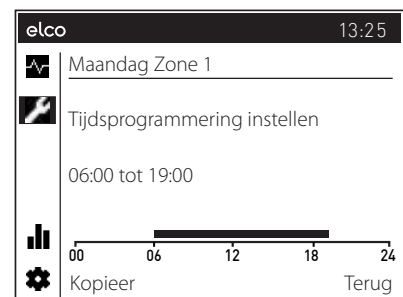 elco 13:25
Maandag Zone 1
Tijdsprogrammering instellen
06:00 tot 19:00
00 06 12 18 24
Kopieer Terug